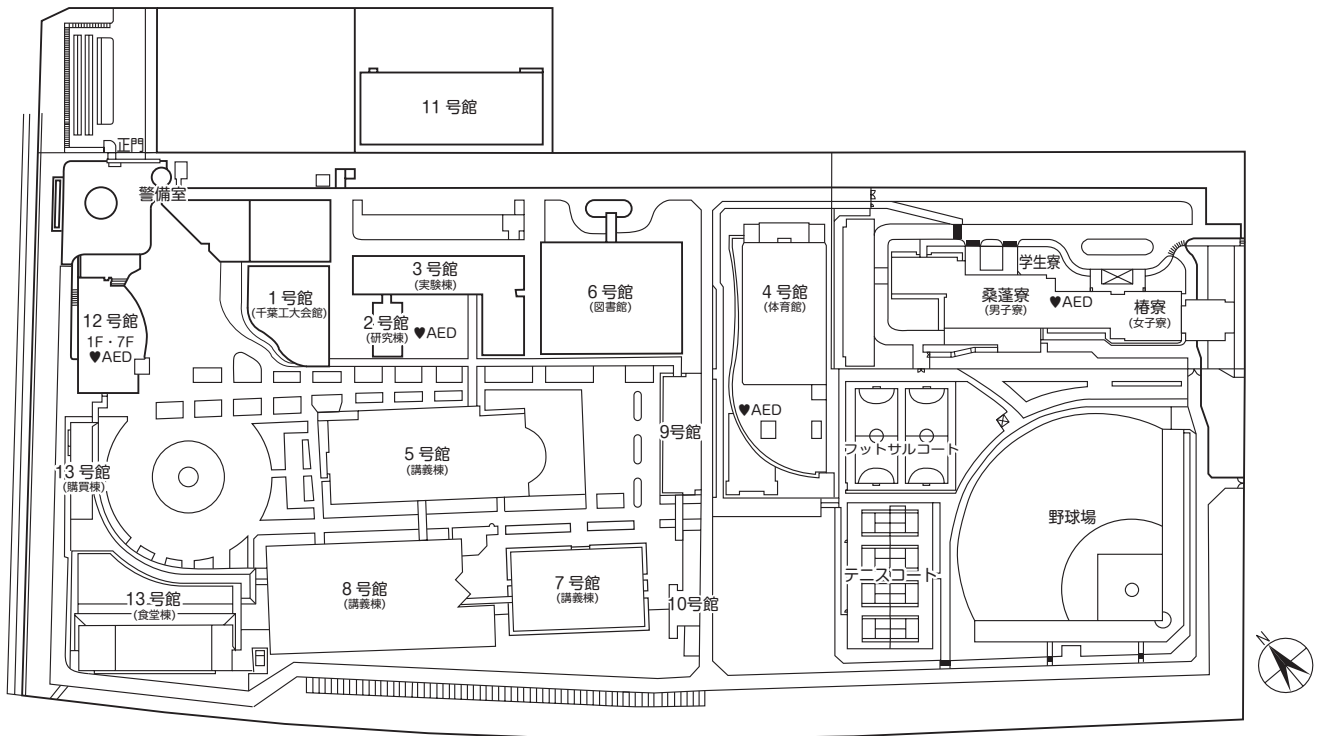 11 号館
正門
警備室
12 号館
1F・7F
♥AED
1 号館
(千葉工大会館)
3 号館
(実験棟)
2 号館
(研究棟)
♥AED
6 号館
(図書館)
4 号館
(体育館)
♥AED
学生寮
桑蓬寮
(男子寮)
♥AED
椿寮
(女子寮)
13 号館
(購買棟)
5 号館
(講義棟)
9号館
フットサルコート
野球場
テニスコート
13 号館
(食堂棟)
8 号館
(講義棟)
7 号館
(講義棟)
10号館
N